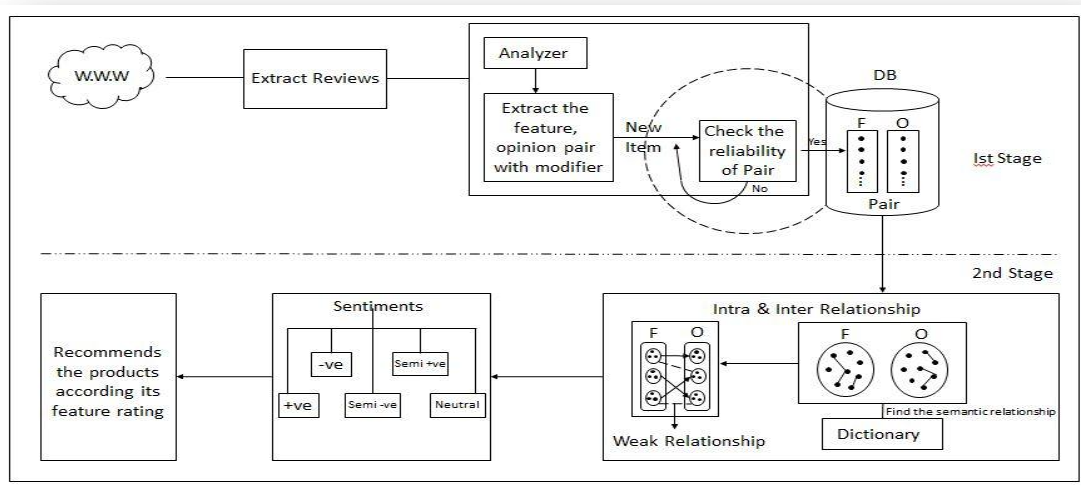 W.W.W
Extract Reviews
Analyzer
Extract the
feature,
opinion pair
with modifier
New
Item
Check the
reliability
of Pair
No
Yes
DB
F O
Pair
Ist Stage
2nd Stage
Recommends
the products
according its
feature rating
Sentiments
-ve
Semi +ve
+ve
Semi -ve
Neutral
Intra & Inter Relationship
F O
Weak Relationship
F O
Find the semantic relationship
Dictionary